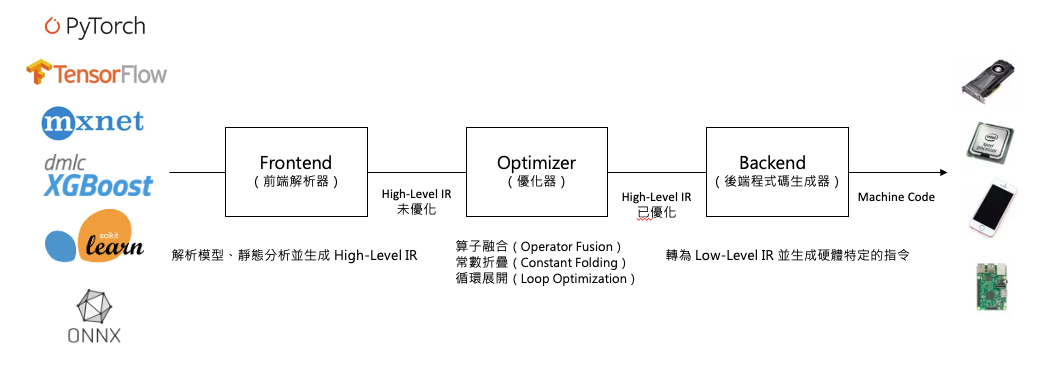 PyTorch
TensorFlow
mxnet
dmlc
XGBoost
scikit
learn
ONNX
Frontend
（前端解析器）
解析模型、靜態分析並生成 High-Level IR
High-Level IR
未優化
Optimizer
（優化器）
算子融合（Operator Fusion）
常數折疊（Constant Folding）
循環展開（Loop Optimization）
High-Level IR
已優化
Backend
（後端程式碼生成器）
轉為 Low-Level IR 並生成硬體特定的指令
Machine Code